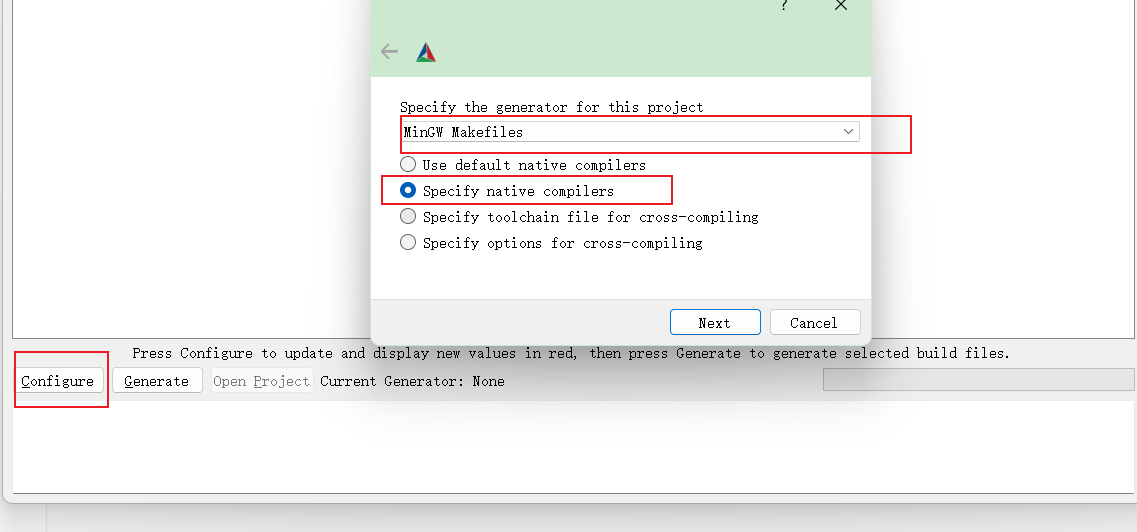 ?
Specify the generator for this project
MinGW Makefiles
Use default native compilers
Specify native compilers
Specify toolchain file for cross-compiling
Specify options for cross-compiling
Next Cancel
Press Configure to update and display new values in red, then press Generate to generate selected build files.
Configure Generate Open Project Current Generator: None